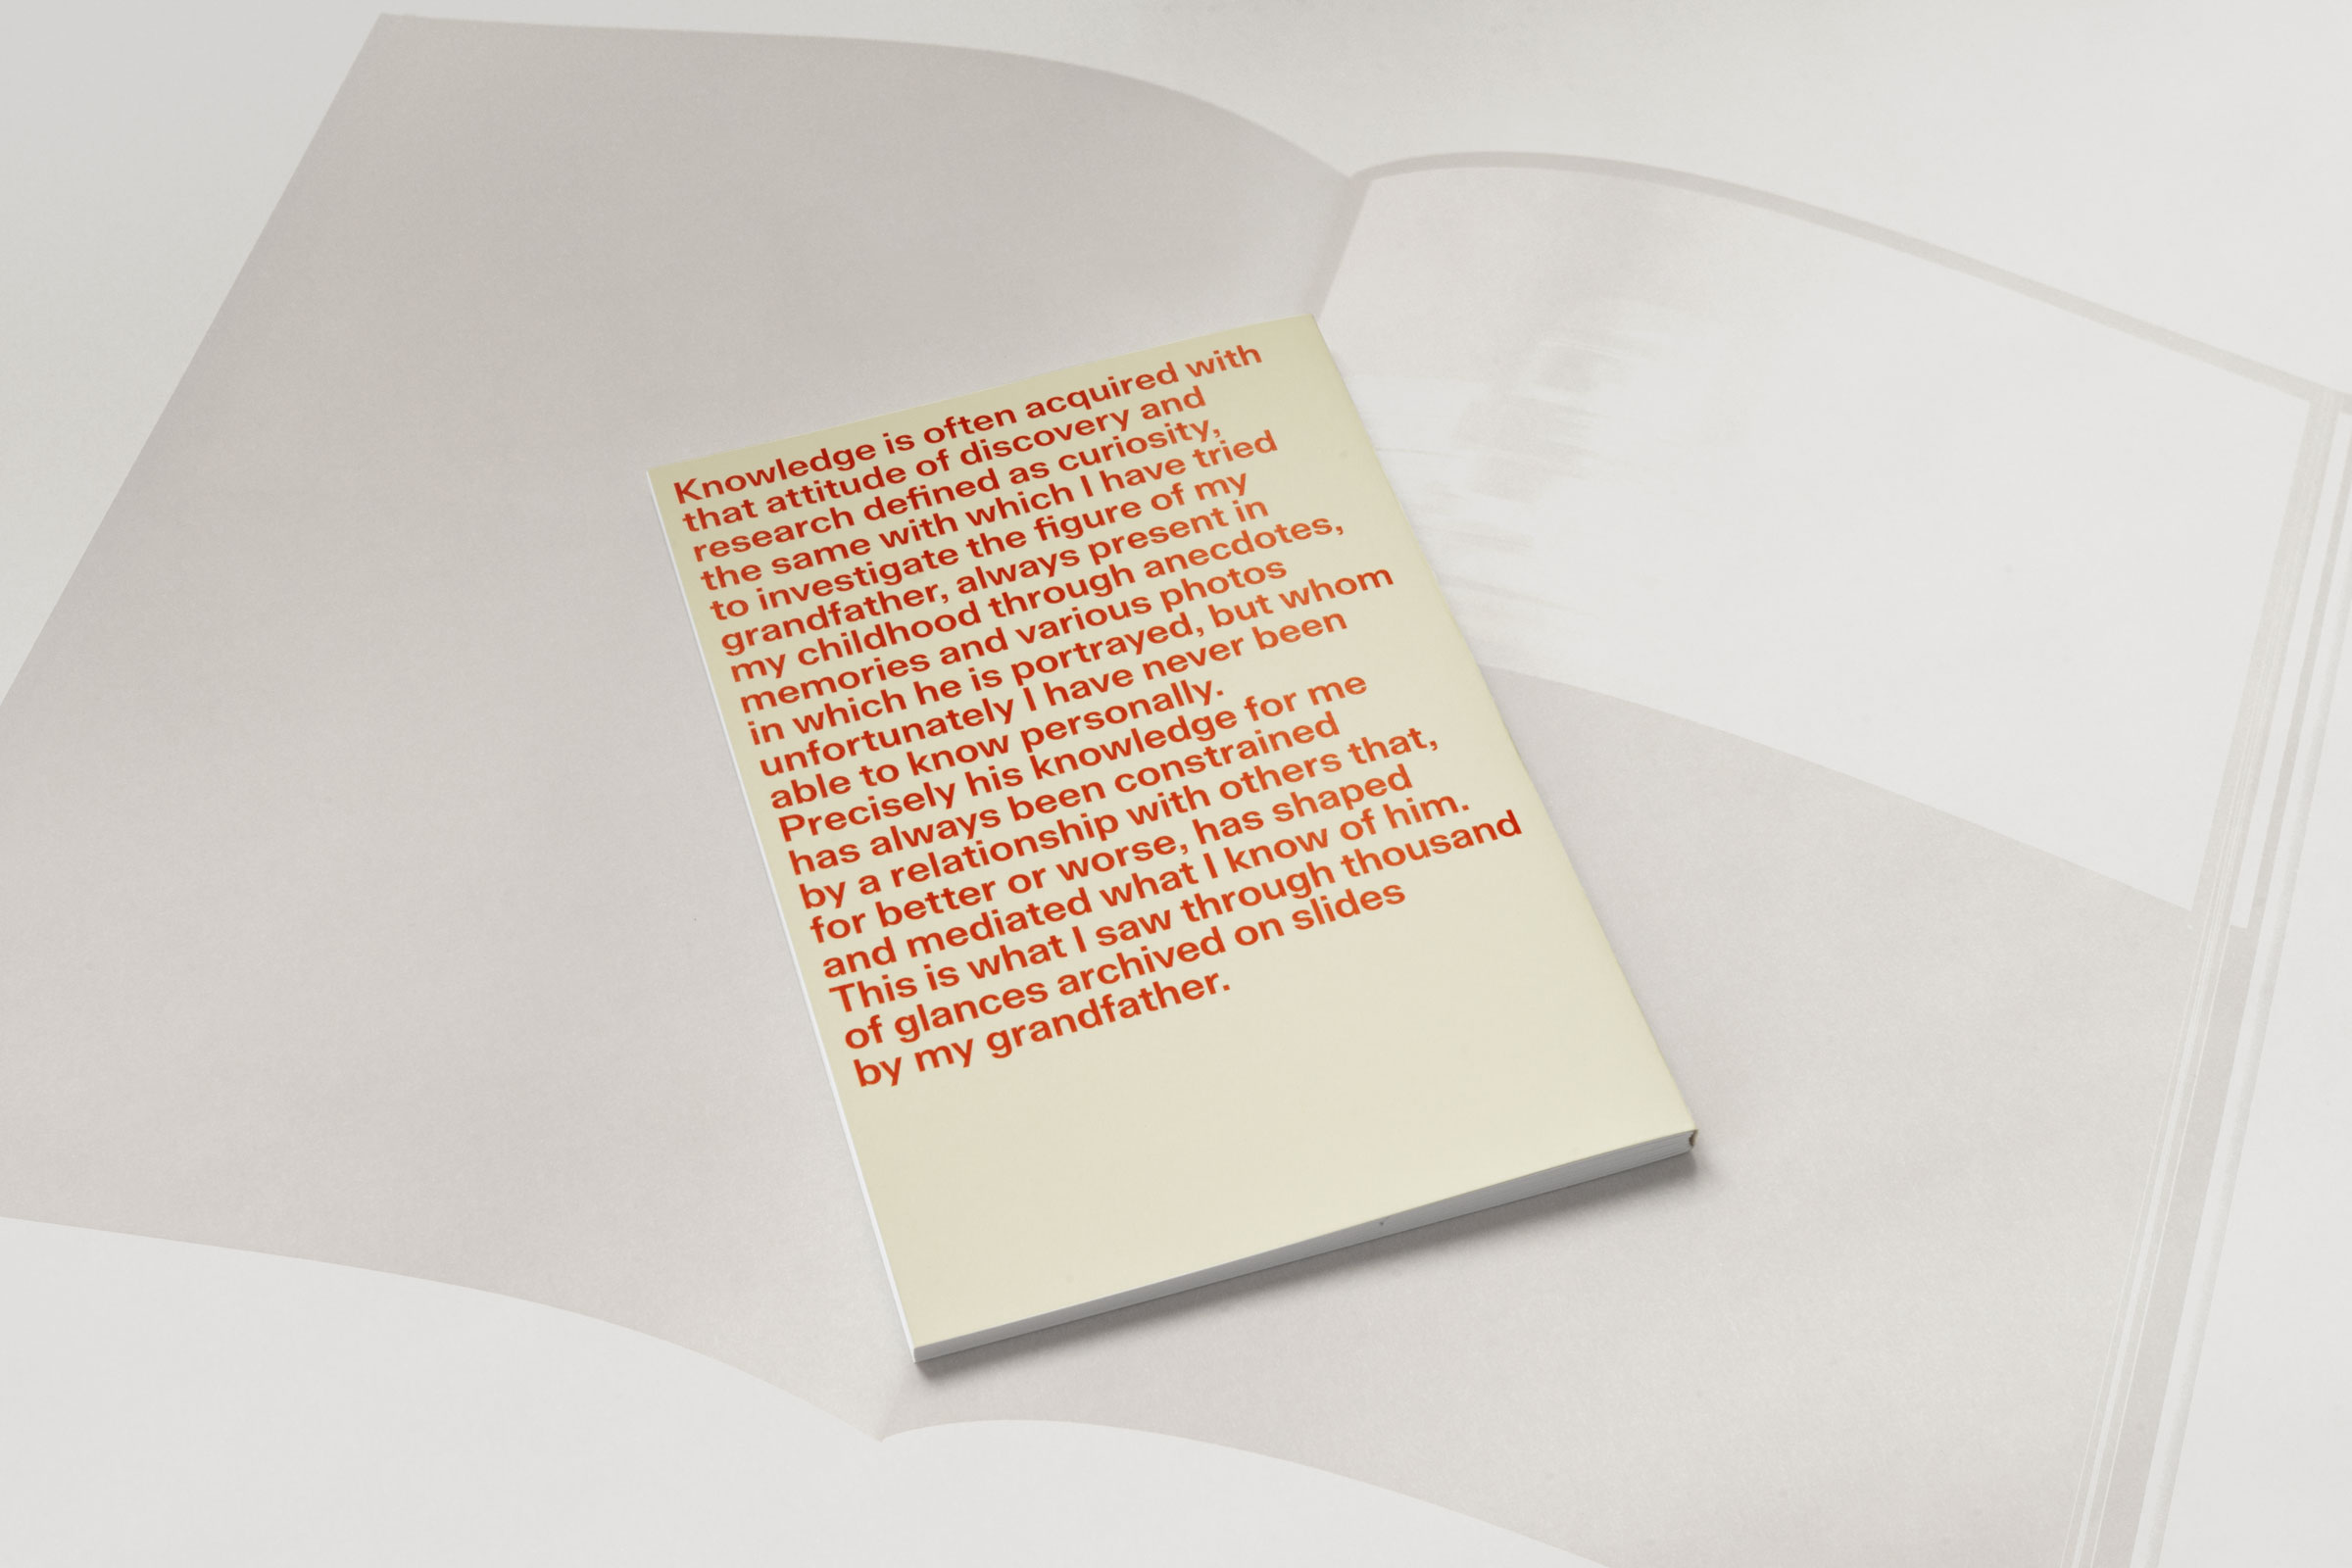 Knowledge is often acquired with
that attitude of discovery and
research defined as curiosity,
the same with which I have tried
to investigate the figure of my
grandfather, always present in
my childhood through anecdotes,
memories and various photos
in which he is portrayed, but whom
unfortunately I have never been
able to know personally.
Precisely his knowledge for me
has always been constrained
by a relationship with others that,
for better or worse, has shaped
and mediated what I know of him.
This is what I saw through thousand
of glances archived on slides
by my grandfather.